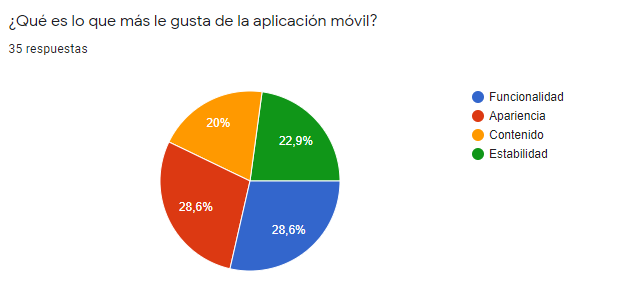 ¿Qué es lo que más le gusta de la aplicación móvil?
35 respuestas
20%
22,9%
28,6%
28,6%
Funcionalidad
Apariencia
Contenido
Estabilidad